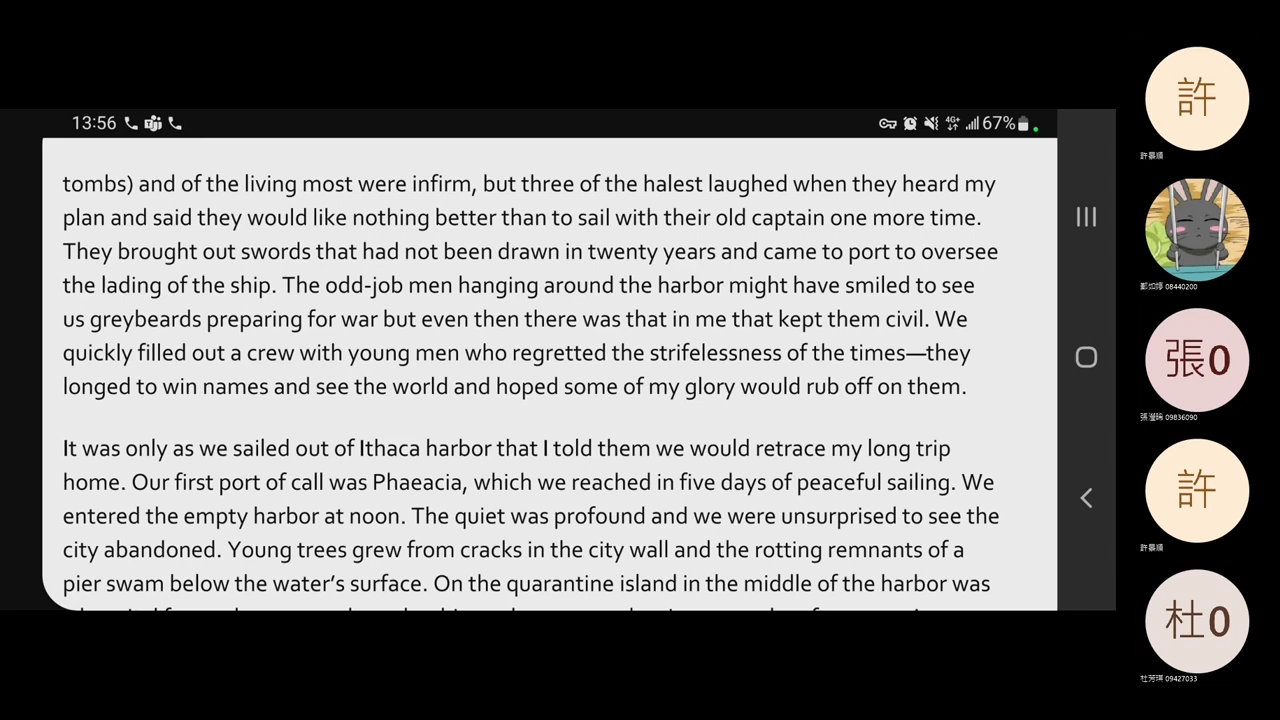 13:56
4G+ 67%
tombs) and of the living most were infirm, but three of the halest laughed when they heard my
plan and said they would like nothing better than to sail with their old captain one more time.
They brought out swords that had not been drawn in twenty years and came to port to oversee
the lading of the ship. The odd-job men hanging around the harbor might have smiled to see
us greybeards preparing for war but even then there was that in me that kept them civil. We
quickly filled out a crew with young men who regretted the strifelessness of the times—they
longed to win names and see the world and hoped some of my glory would rub off on them.
It was only as we sailed out of Ithaca harbor that I told them we would retrace my long trip
home. Our first port of call was Phaeacia, which we reached in five days of peaceful sailing. We
entered the empty harbor at noon. The quiet was profound and we were unsurprised to see the
city abandoned. Young trees grew from cracks in the city wall and the rotting remnants of a
pier swam below the water’s surface. On the quarantine island in the middle of the harbor was
許
08440200
張0
09836090
許
杜0
杜芳琪 09427033